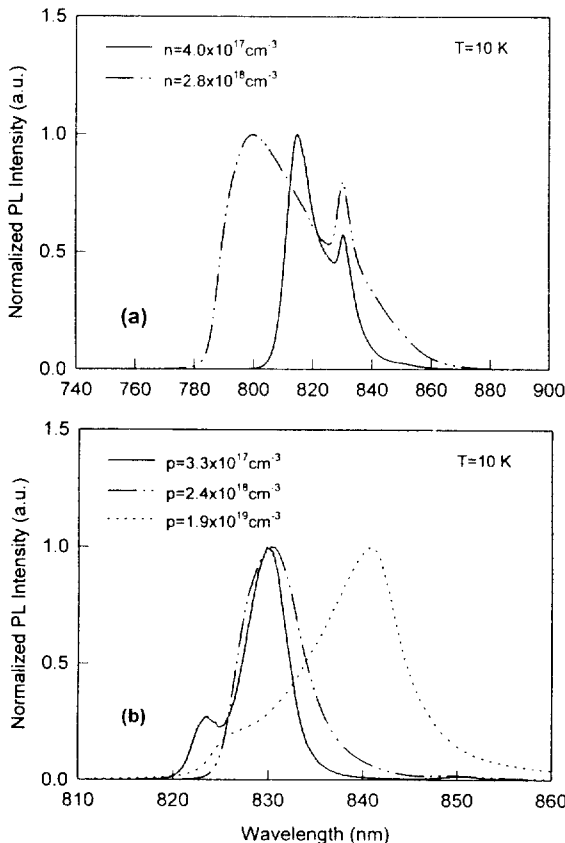 1.5
n=4.0x10^17cm^-3
T=10 K
n=2.8x10^18cm^-3
Normalized PL Intensity (a.u.)
1.0
0.5
(a)
0.0
740 760 780 800 820 840 860 880 900
1.5
p=3.3x10^17cm^-3
T=10 K
p=2.4x10^18cm^-3
p=1.9x10^19cm^-3
Normalized PL Intensity (a.u.)
1.0
0.5
(b)
0.0
810 820 830 840 850 860
Wavelength (nm)